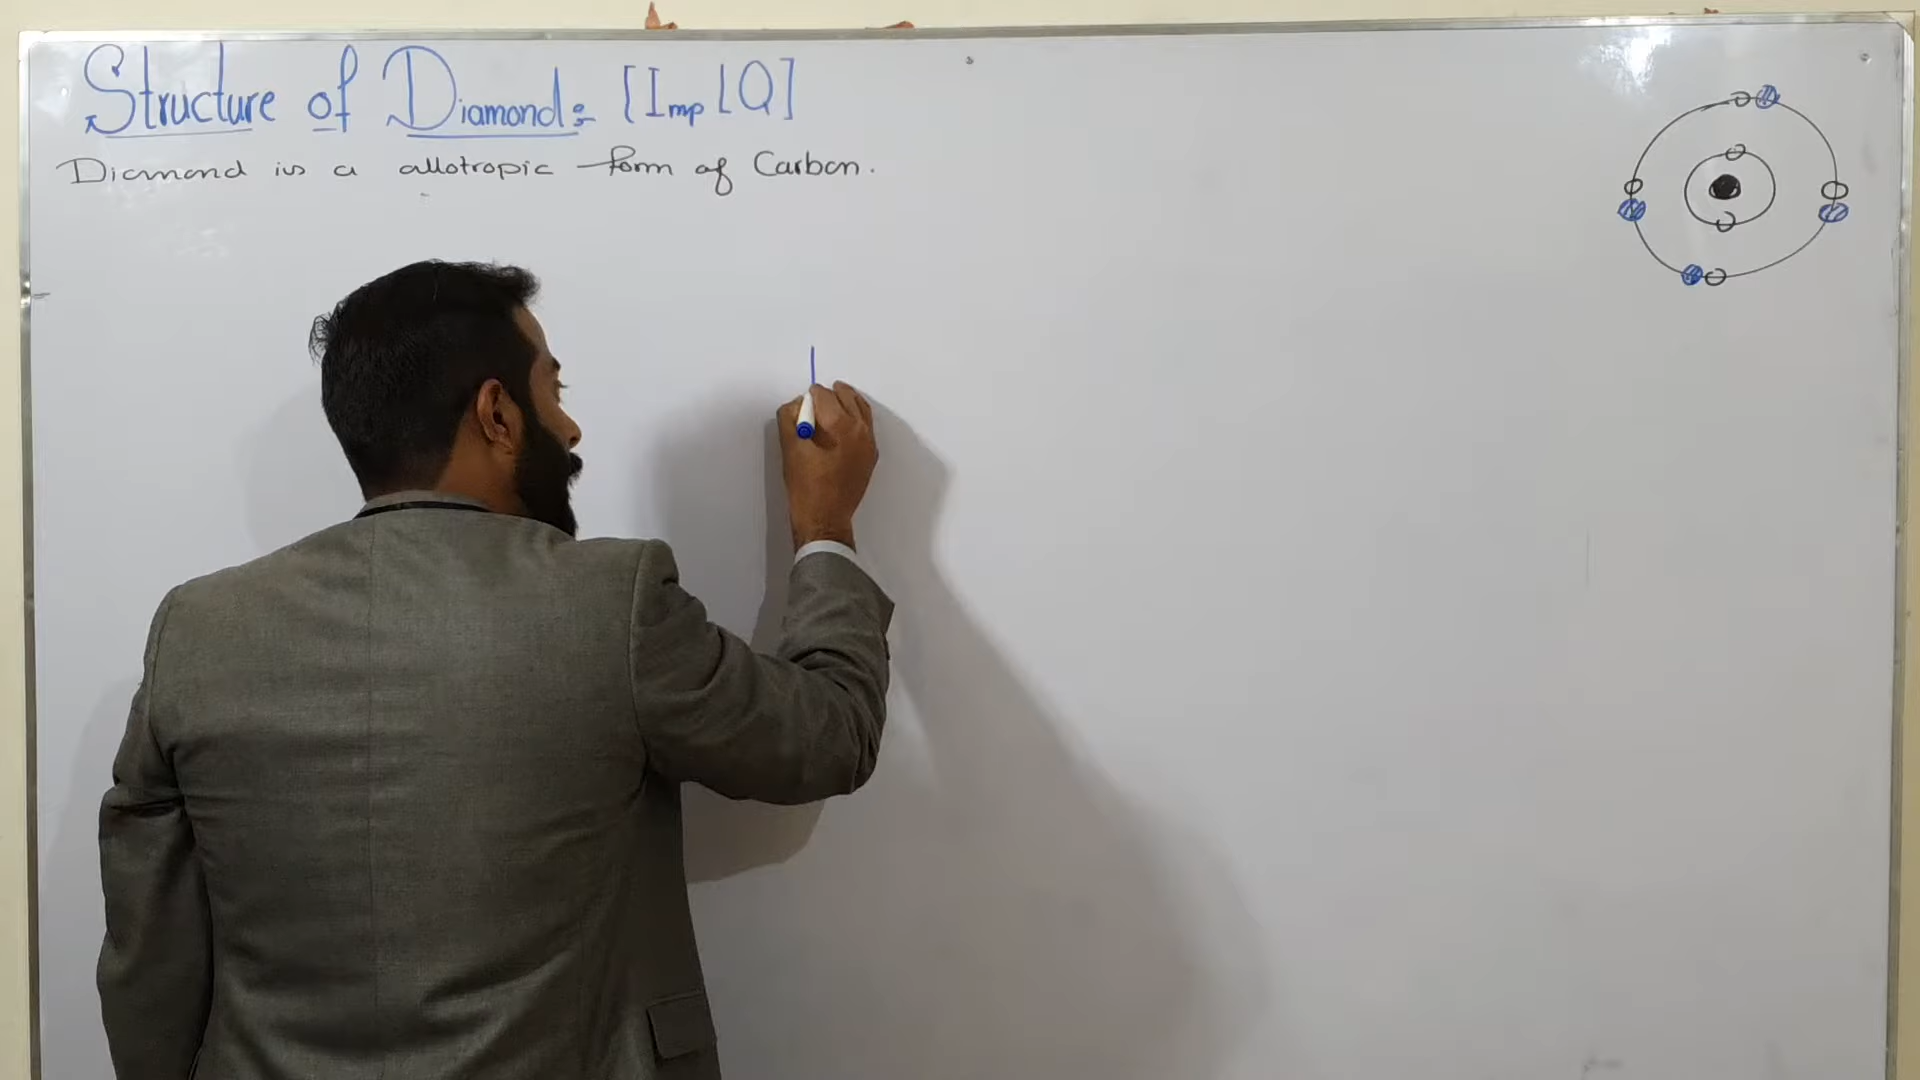 Structure of Diamond:- [Imp LQ]
Diamond is a allotropic form of Carbon.